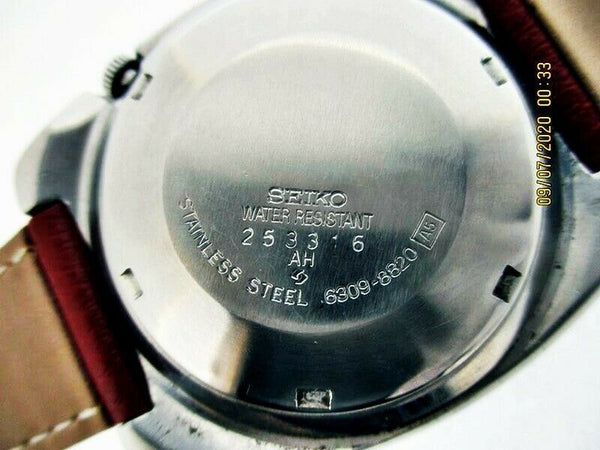 SEIKO
WATER RESISTANT
253316
AH
STAINLESS STEEL 6309-8820 A5
09/07/2020 00:33